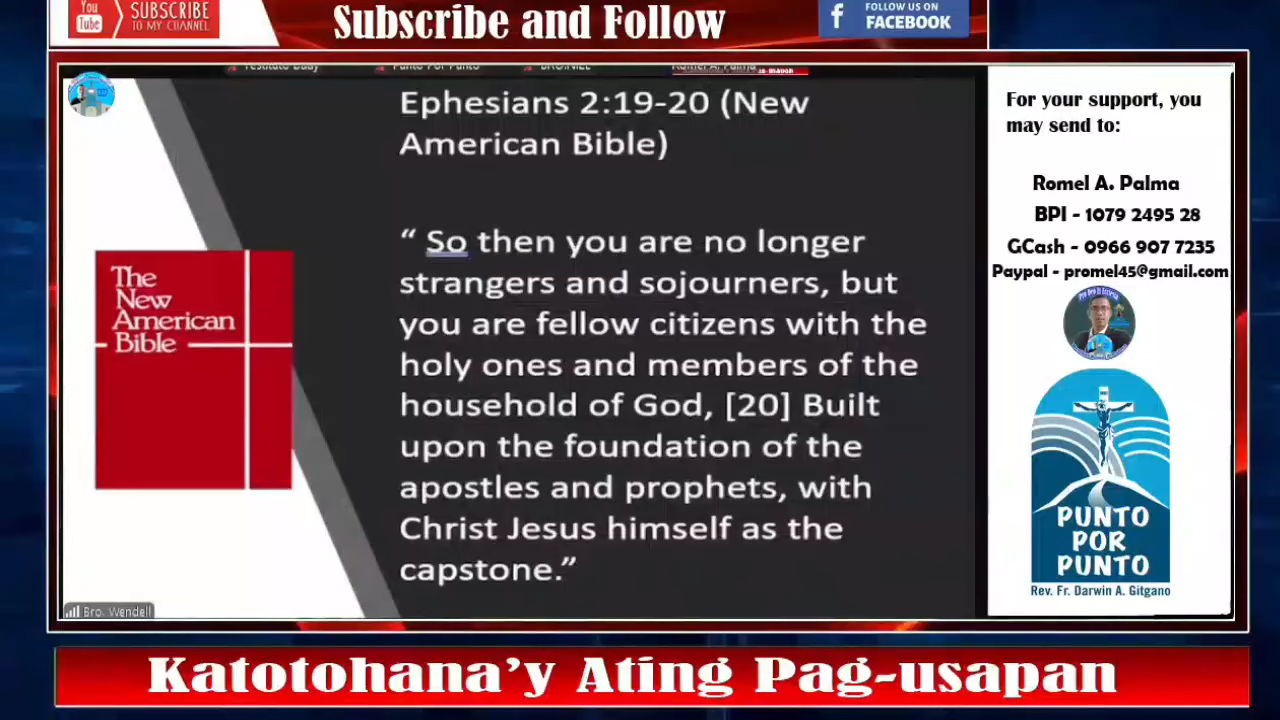 You
Tube
SUBSCRIBE
TO MY CHANNEL
Subscribe and Follow
f
FOLLOW US ON
FACEBOOK
Punto Por Punto
Romel A. Palma
Ephesians 2:19-20 (New
American Bible)
“ So then you are no longer
strangers and sojourners, but
you are fellow citizens with the
holy ones and members of the
household of God, [20] Built
upon the foundation of the
apostles and prophets, with
Christ Jesus himself as the
capstone.”
The
New
American
Bible
Bro. Wendell
For your support, you
may send to:
Romel A. Palma
BPI - 1079 2495 28
GCash - 0966 907 7235
Paypal - promel45@gmail.com
PUNTO
POR
PUNTO
Rev. Fr. Darwin A. Gitgano
Katotohana’y Ating Pag-usapan